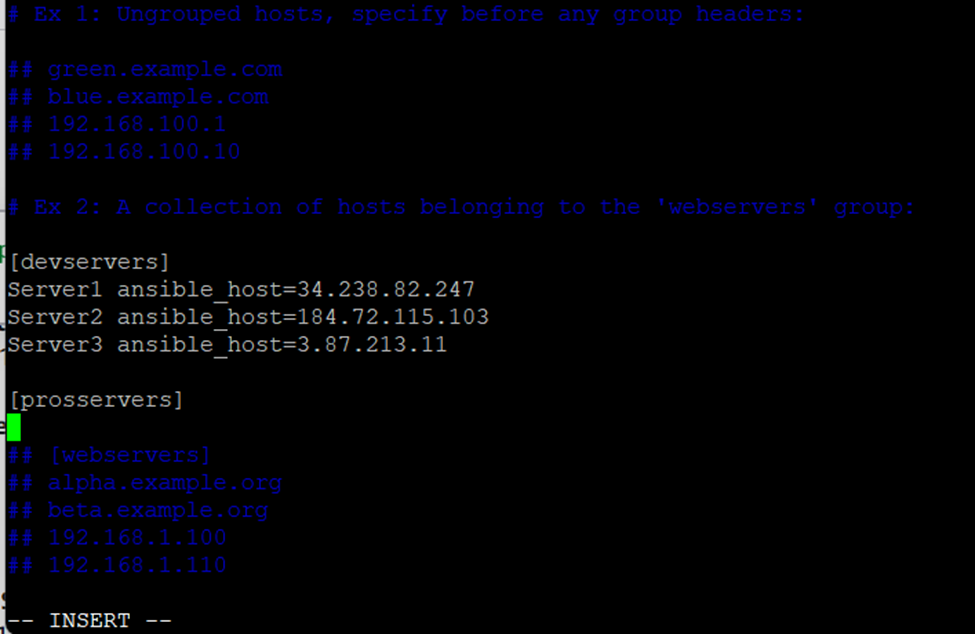 # Ex 1: Ungrouped hosts, specify before any group headers:
## green.example.com
## blue.example.com
## 192.168.100.1
## 192.168.100.10
# Ex 2: A collection of hosts belonging to the 'webservers' group:
[devservers]
Server1 ansible_host=34.238.82.247
Server2 ansible_host=184.72.115.103
Server3 ansible_host=3.87.213.11
[prosservers]
## [webservers]
## alpha.example.org
## beta.example.org
## 192.168.1.100
## 192.168.1.110
-- INSERT --